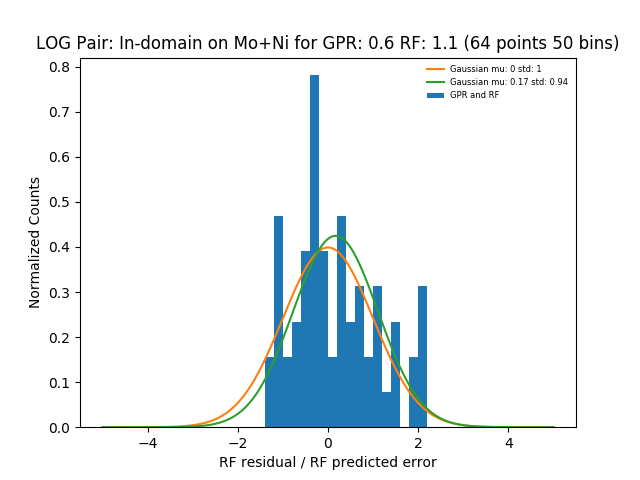 LOG Pair: In-domain on Mo+Ni for GPR: 0.6 RF: 1.1 (64 points 50 bins)
Gaussian mu: 0 std: 1
Gaussian mu: 0.17 std: 0.94
GPR and RF
Normalized Counts
0.8
0.7
0.6
0.5
0.4
0.3
0.2
0.1
0.0
−4 −2 0 2 4
RF residual / RF predicted error